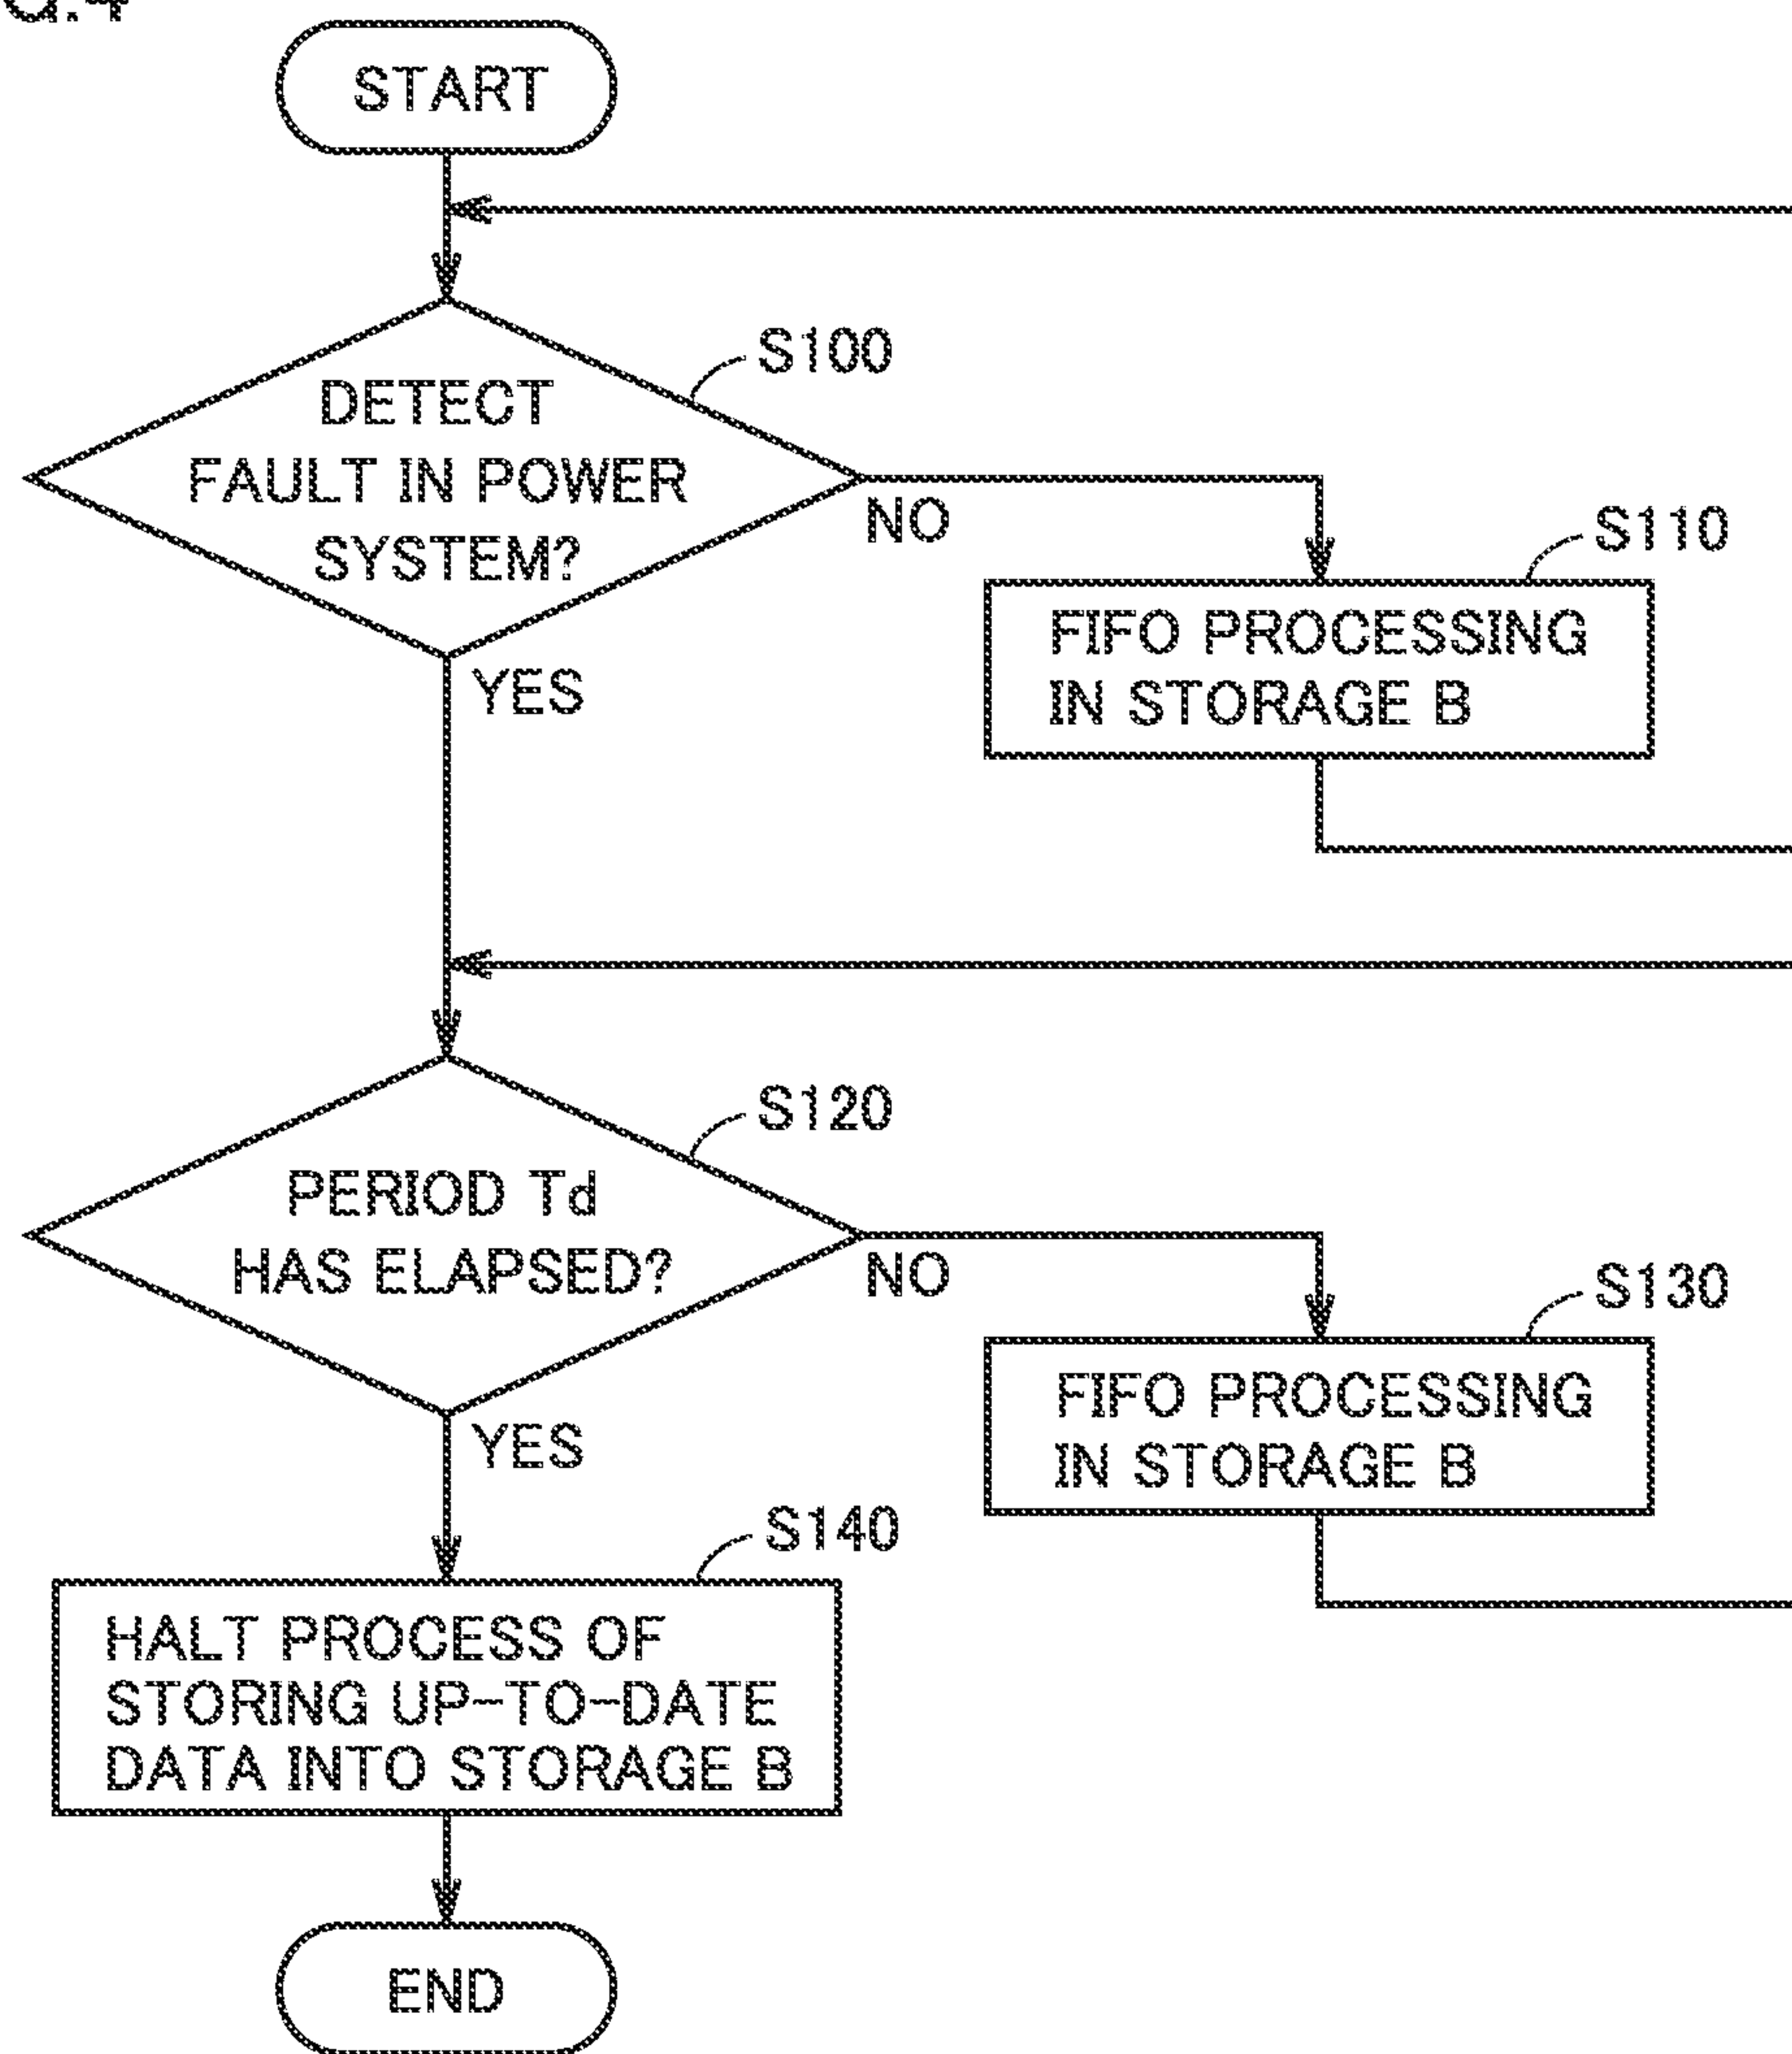 START
S100
DETECT
FAULT IN POWER
SYSTEM?
NO
YES
S110
FIFO PROCESSING
IN STORAGE B
S120
PERIOD Td
HAS ELAPSED?
NO
YES
S130
FIFO PROCESSING
IN STORAGE B
S140
HALT PROCESS OF
STORING UP-TO-DATE
DATA INTO STORAGE B
END